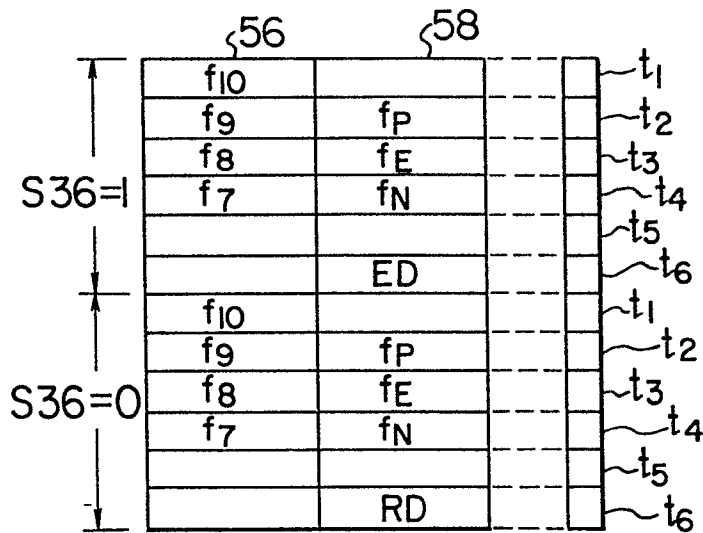 56 58
f10 t1
f9 fP t2
f8 fE t3
S36=1 f7 fN t4
t5
ED t6
f10 t1
f9 fP t2
S36=0 f8 fE t3
f7 fN t4
t5
RD t6